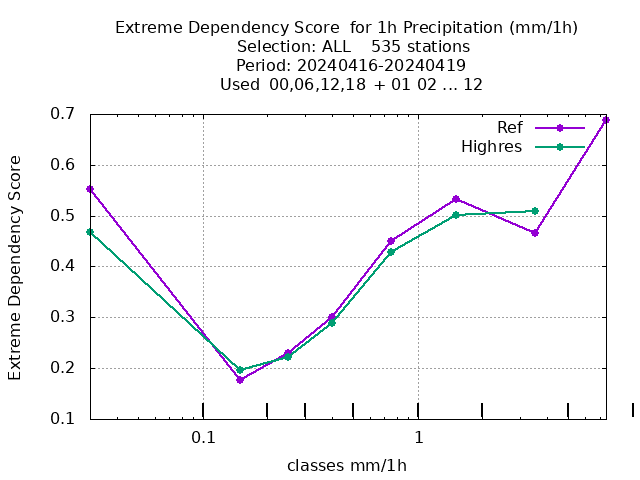 Extreme Dependency Score  for 1h Precipitation (mm/1h)
Selection: ALL    535 stations
Period: 20240416-20240419
Used  00,06,12,18  + 01 02 ... 12
Ref
Highres
Extreme Dependency Score
0.7
0.6
0.5
0.4
0.3
0.2
0.1
0.1 1
classes mm/1h